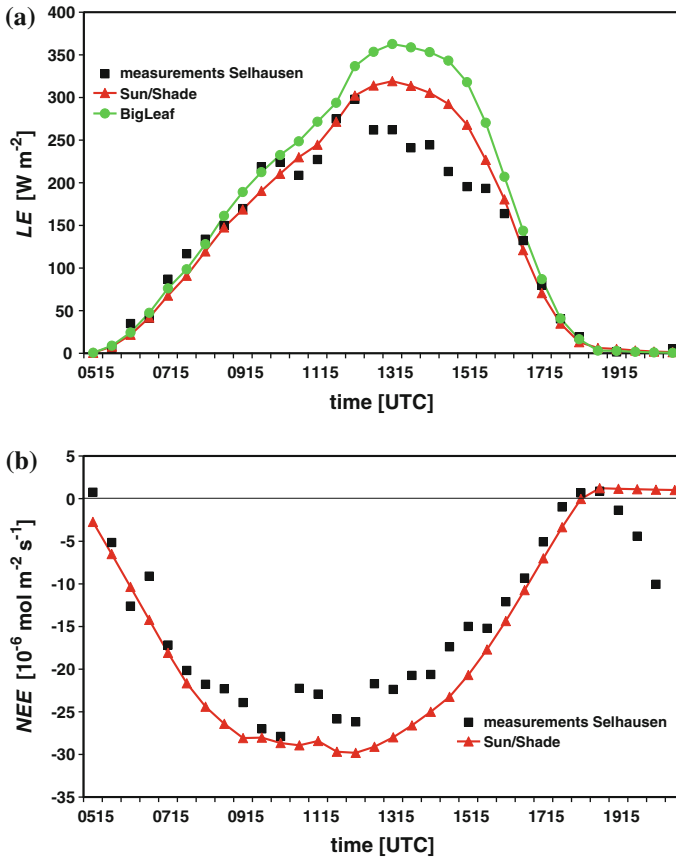 (a)
400
350
300
250
200
150
100
50
0
LE [W m⁻²]
measurements Selhausen
Sun/Shade
BigLeaf
0515 0715 0915 1115 1315 1515 1715 1915
time [UTC]
(b)
5
0
-5
-10
-15
-20
-25
-30
-35
NEE [10⁻⁶ mol m⁻² s⁻¹]
measurements Selhausen
Sun/Shade
0515 0715 0915 1115 1315 1515 1715 1915
time [UTC]